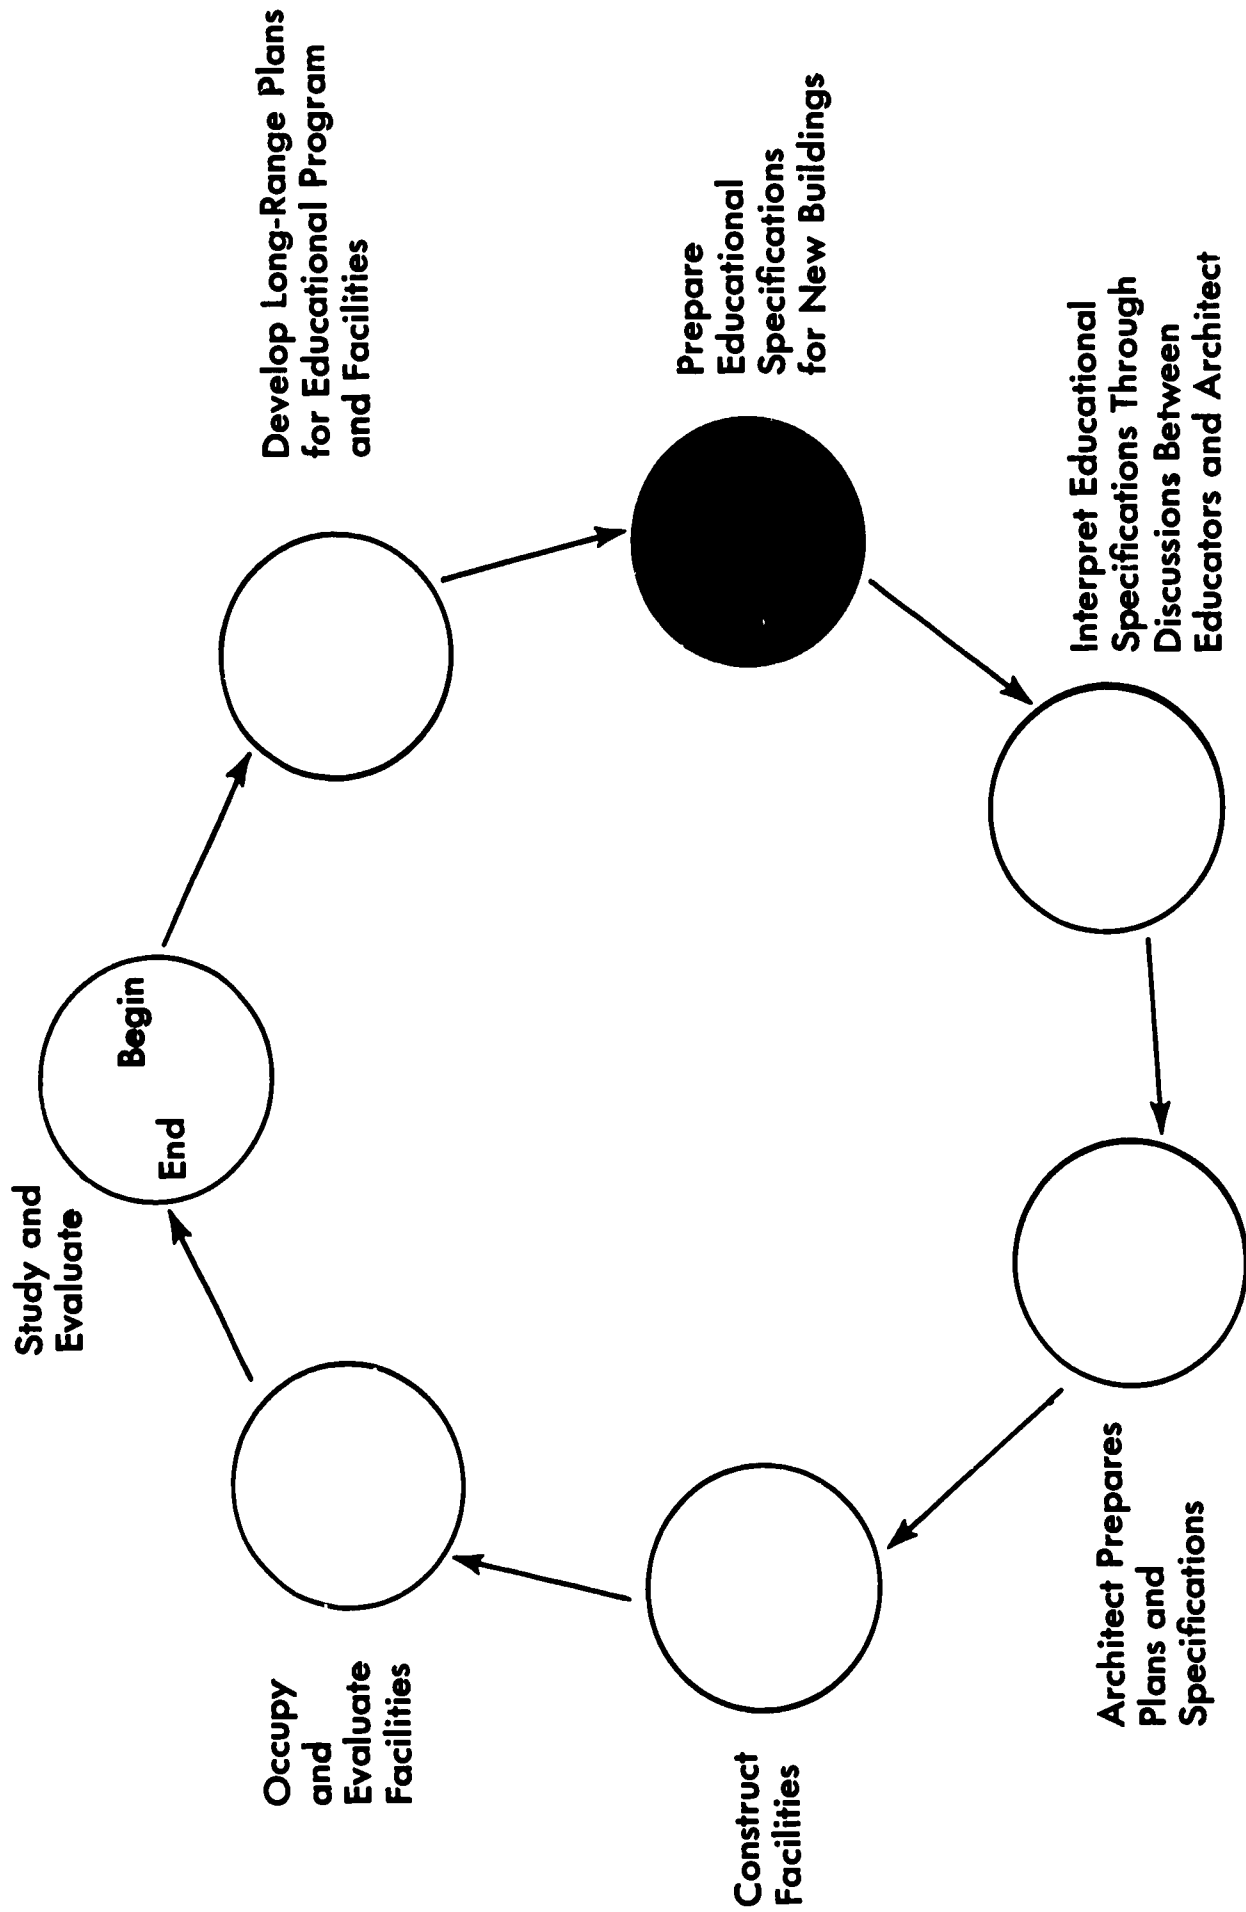 Study and
Evaluate
End
Begin
Develop Long-Range Plans
for Educational Program
and Facilities
Prepare
Educational
Specifications
for New Buildings
Interpret Educational
Specifications Through
Discussions Between
Educators and Architect
Architect Prepares
Plans and
Specifications
Construct
Facilities
Occupy
and
Evaluate
Facilities